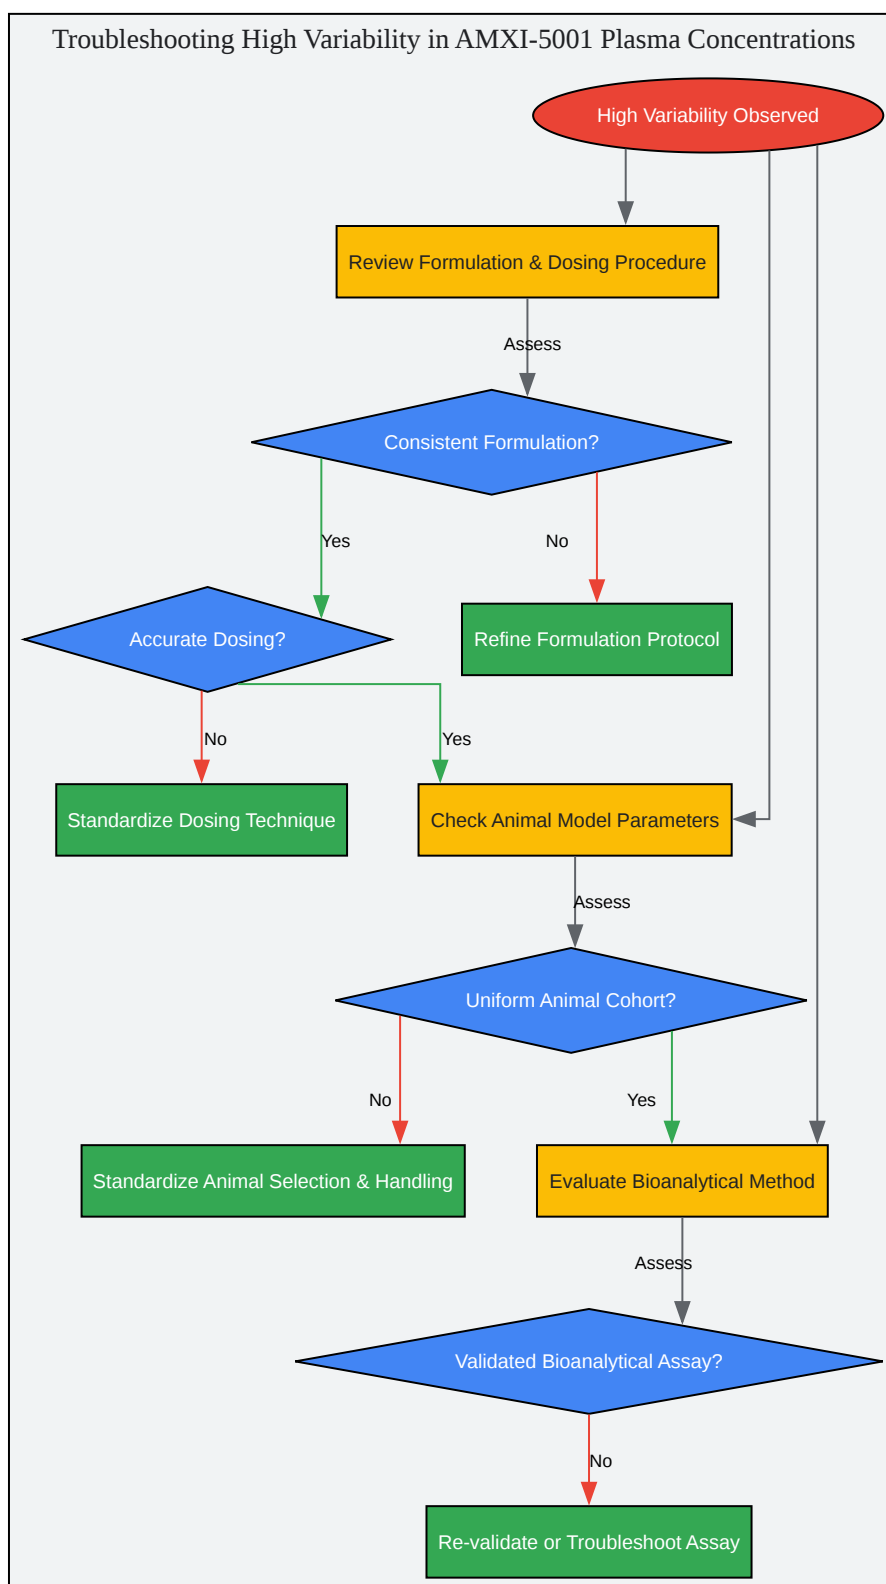 Troubleshooting High Variability in AMXI-5001 Plasma Concentrations
High Variability Observed
Review Formulation & Dosing Procedure
Assess
Consistent Formulation?
Yes
No
Accurate Dosing?
Refine Formulation Protocol
No
Yes
Standardize Dosing Technique
Check Animal Model Parameters
Assess
Uniform Animal Cohort?
No
Yes
Standardize Animal Selection & Handling
Evaluate Bioanalytical Method
Assess
Validated Bioanalytical Assay?
No
Re-validate or Troubleshoot Assay